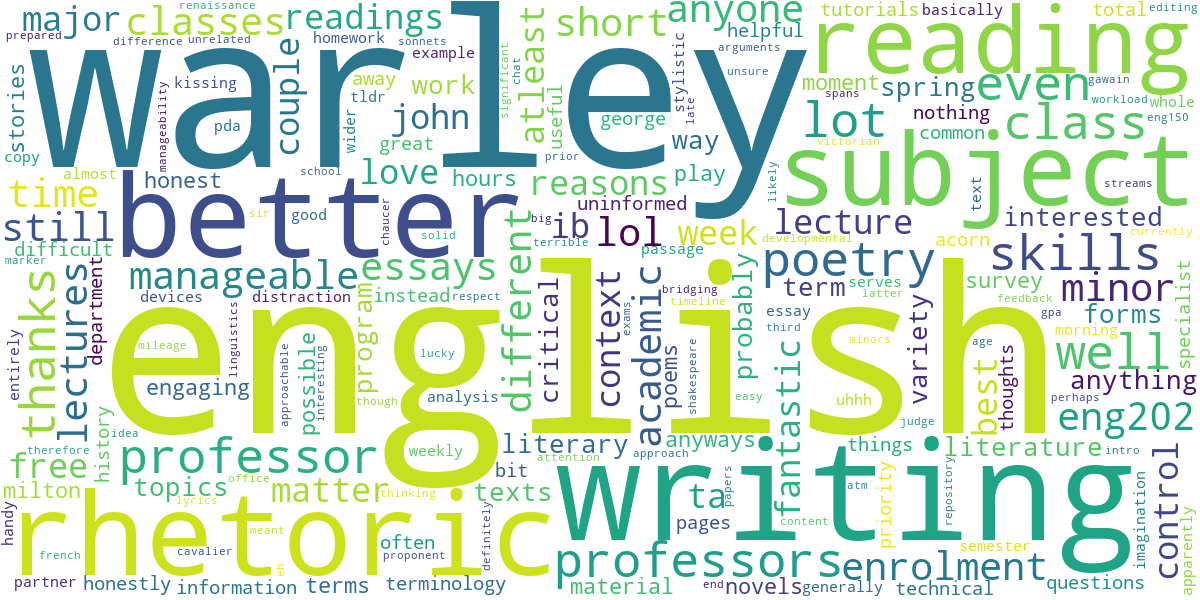 renaissance
major classes readings
prepared difference unrelated homework sonnets
warley
short anyone
tutorials basically total editing
helpful
reading
stories kissing couple example
away work
tldr
pda
manageability
wider
john
great
copy
significant
chat
atleast
useful
stylistic
late
arguments
unsure
george
way
prior
moment spring even
gawain
spans nothing workload whole
lot common class eng150
victorian
subject
almost school
love hours reasons play
time honest
better
sir good
chaucer
big
uninformed
likely
text
streams
still
difficult
marker
solid
different
ib lol
terrible
week
passage
developmental
lecture interested
acorn
currently
skills
thanks
lectures
department
manageable essays
devices distraction instead respect
academic
context
critical
bridging
timeline
exams
probably
poetry
term serves survey
latter feedback
minor
forms
specialist
gpa
entirely
mileage
linguistics
english
program
though
lucky
approachable
interesting
possible
engaging
analysis
poems
shakespeare
essay
third
easy
variety
morning
minors
age
best
thoughts
well
perhaps
anything
uhhh
fantastic
judge
eng202
history
idea
therefore
free professor
weekly
literary anyways things literature intro
attention approach
bit
milton topics office matter texts
handy
lyrics
thinking
rhetoric
meant
french
cavalier
eh
often
proponent
definitely
writing
ta
papers
pages
content
atm
priority
repository
imagination
control
apparently
professors enrolment
semester
partner honestly information terms terminology
material
end novels generally technical questions